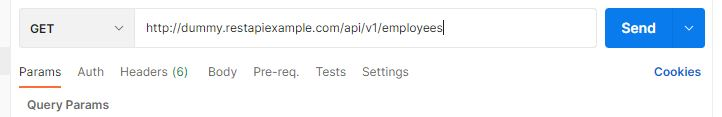 GET http://dummy.restapiexample.com/api/v1/employees Send
Params Auth Headers (6) Body Pre-req. Tests Settings Cookies
Query Params